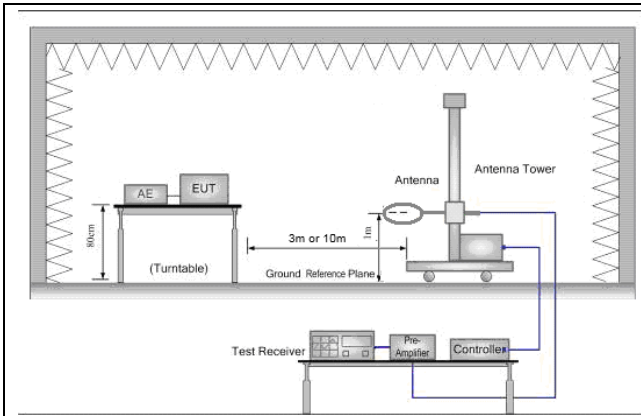 Antenna
Antenna Tower
AE
EUT
80cm
1m
3m or 10m
(Turntable)
Ground Reference Plane
Test Receiver
Pre-
Amplifier
Controller